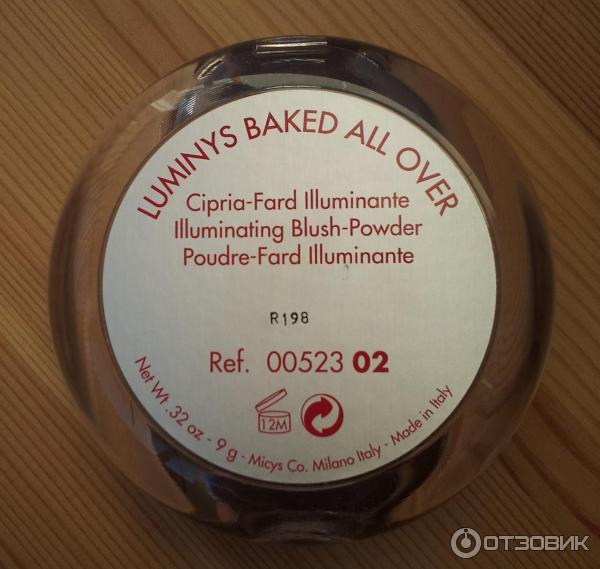 LUMINYS BAKED ALL OVER
Cipria-Fard Illuminante
Illuminating Blush-Powder
Poudre-Fard Illuminante
R198
Ref. 00523 02
12M
Net Wt .32 oz - 9 g - Micys Co. Milano Italy - Made in Italy
ОТЗОВИК